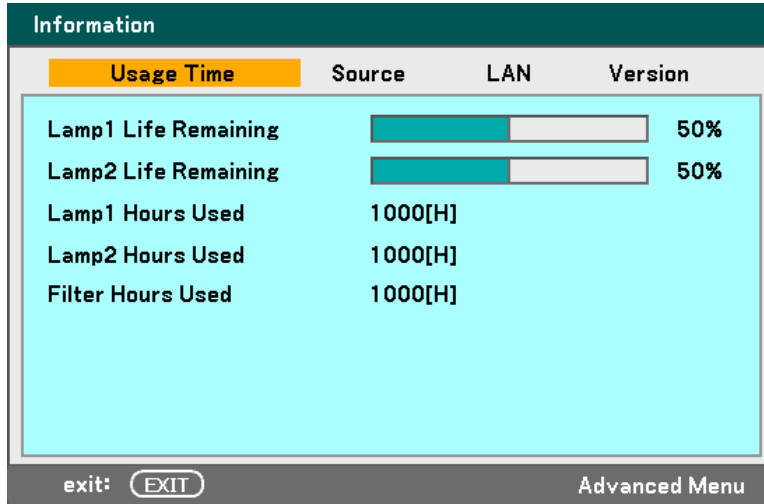 Information
Usage Time Source LAN Version
Lamp1 Life Remaining 50%
Lamp2 Life Remaining 50%
Lamp1 Hours Used 1000[H]
Lamp2 Hours Used 1000[H]
Filter Hours Used 1000[H]
exit: EXIT Advanced Menu